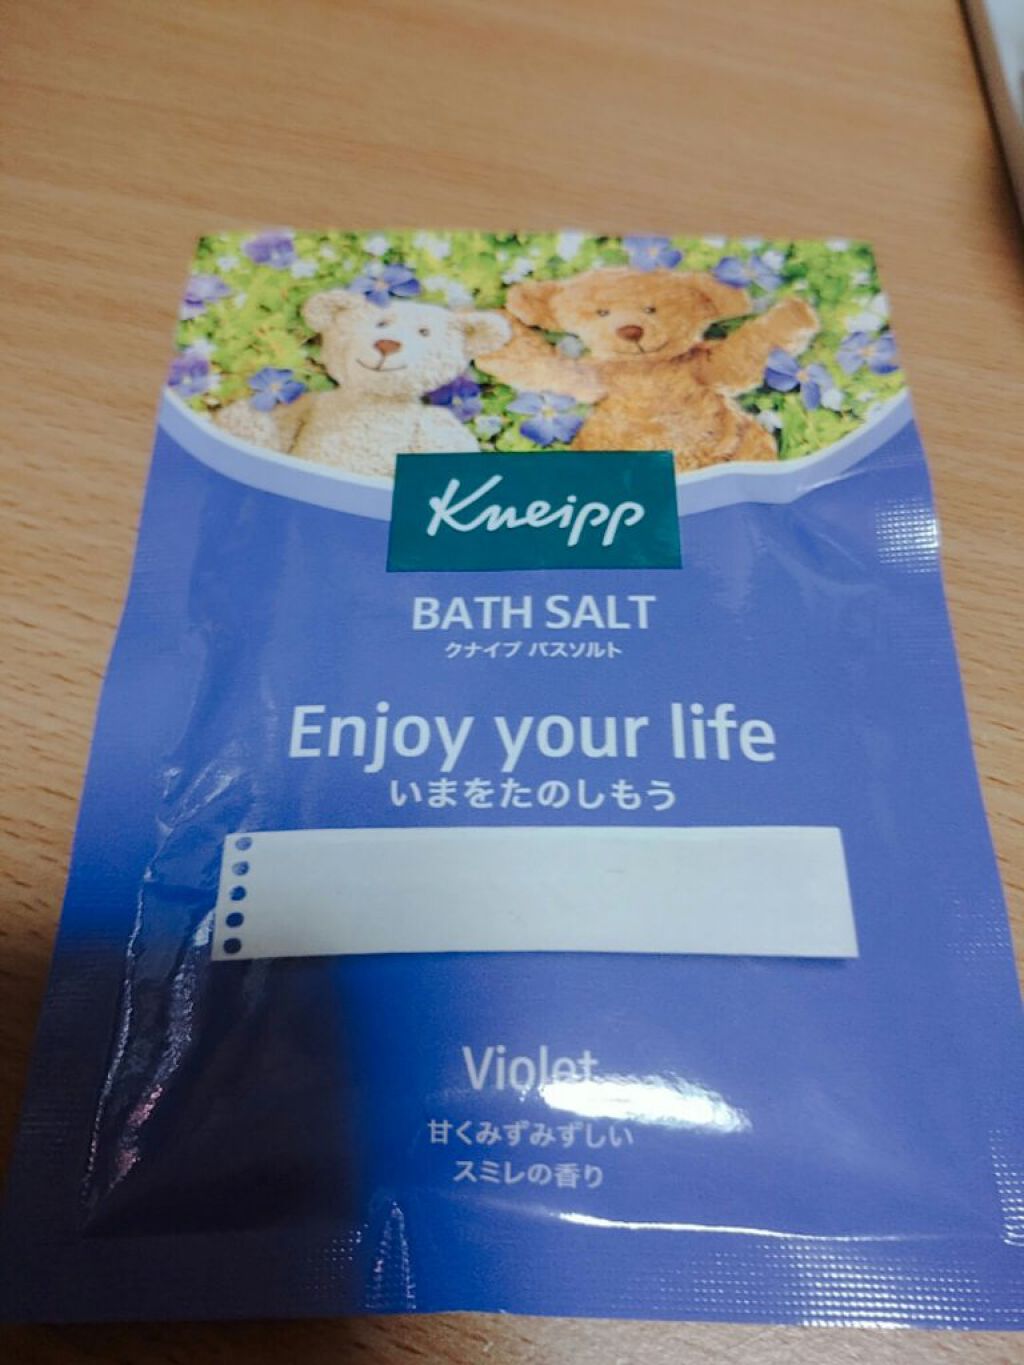 Kneipp
BATH SALT
クナイプ バスソルト
Enjoy your life
いまをたのしもう
Violet
甘くみずみずしい
スミレの香り